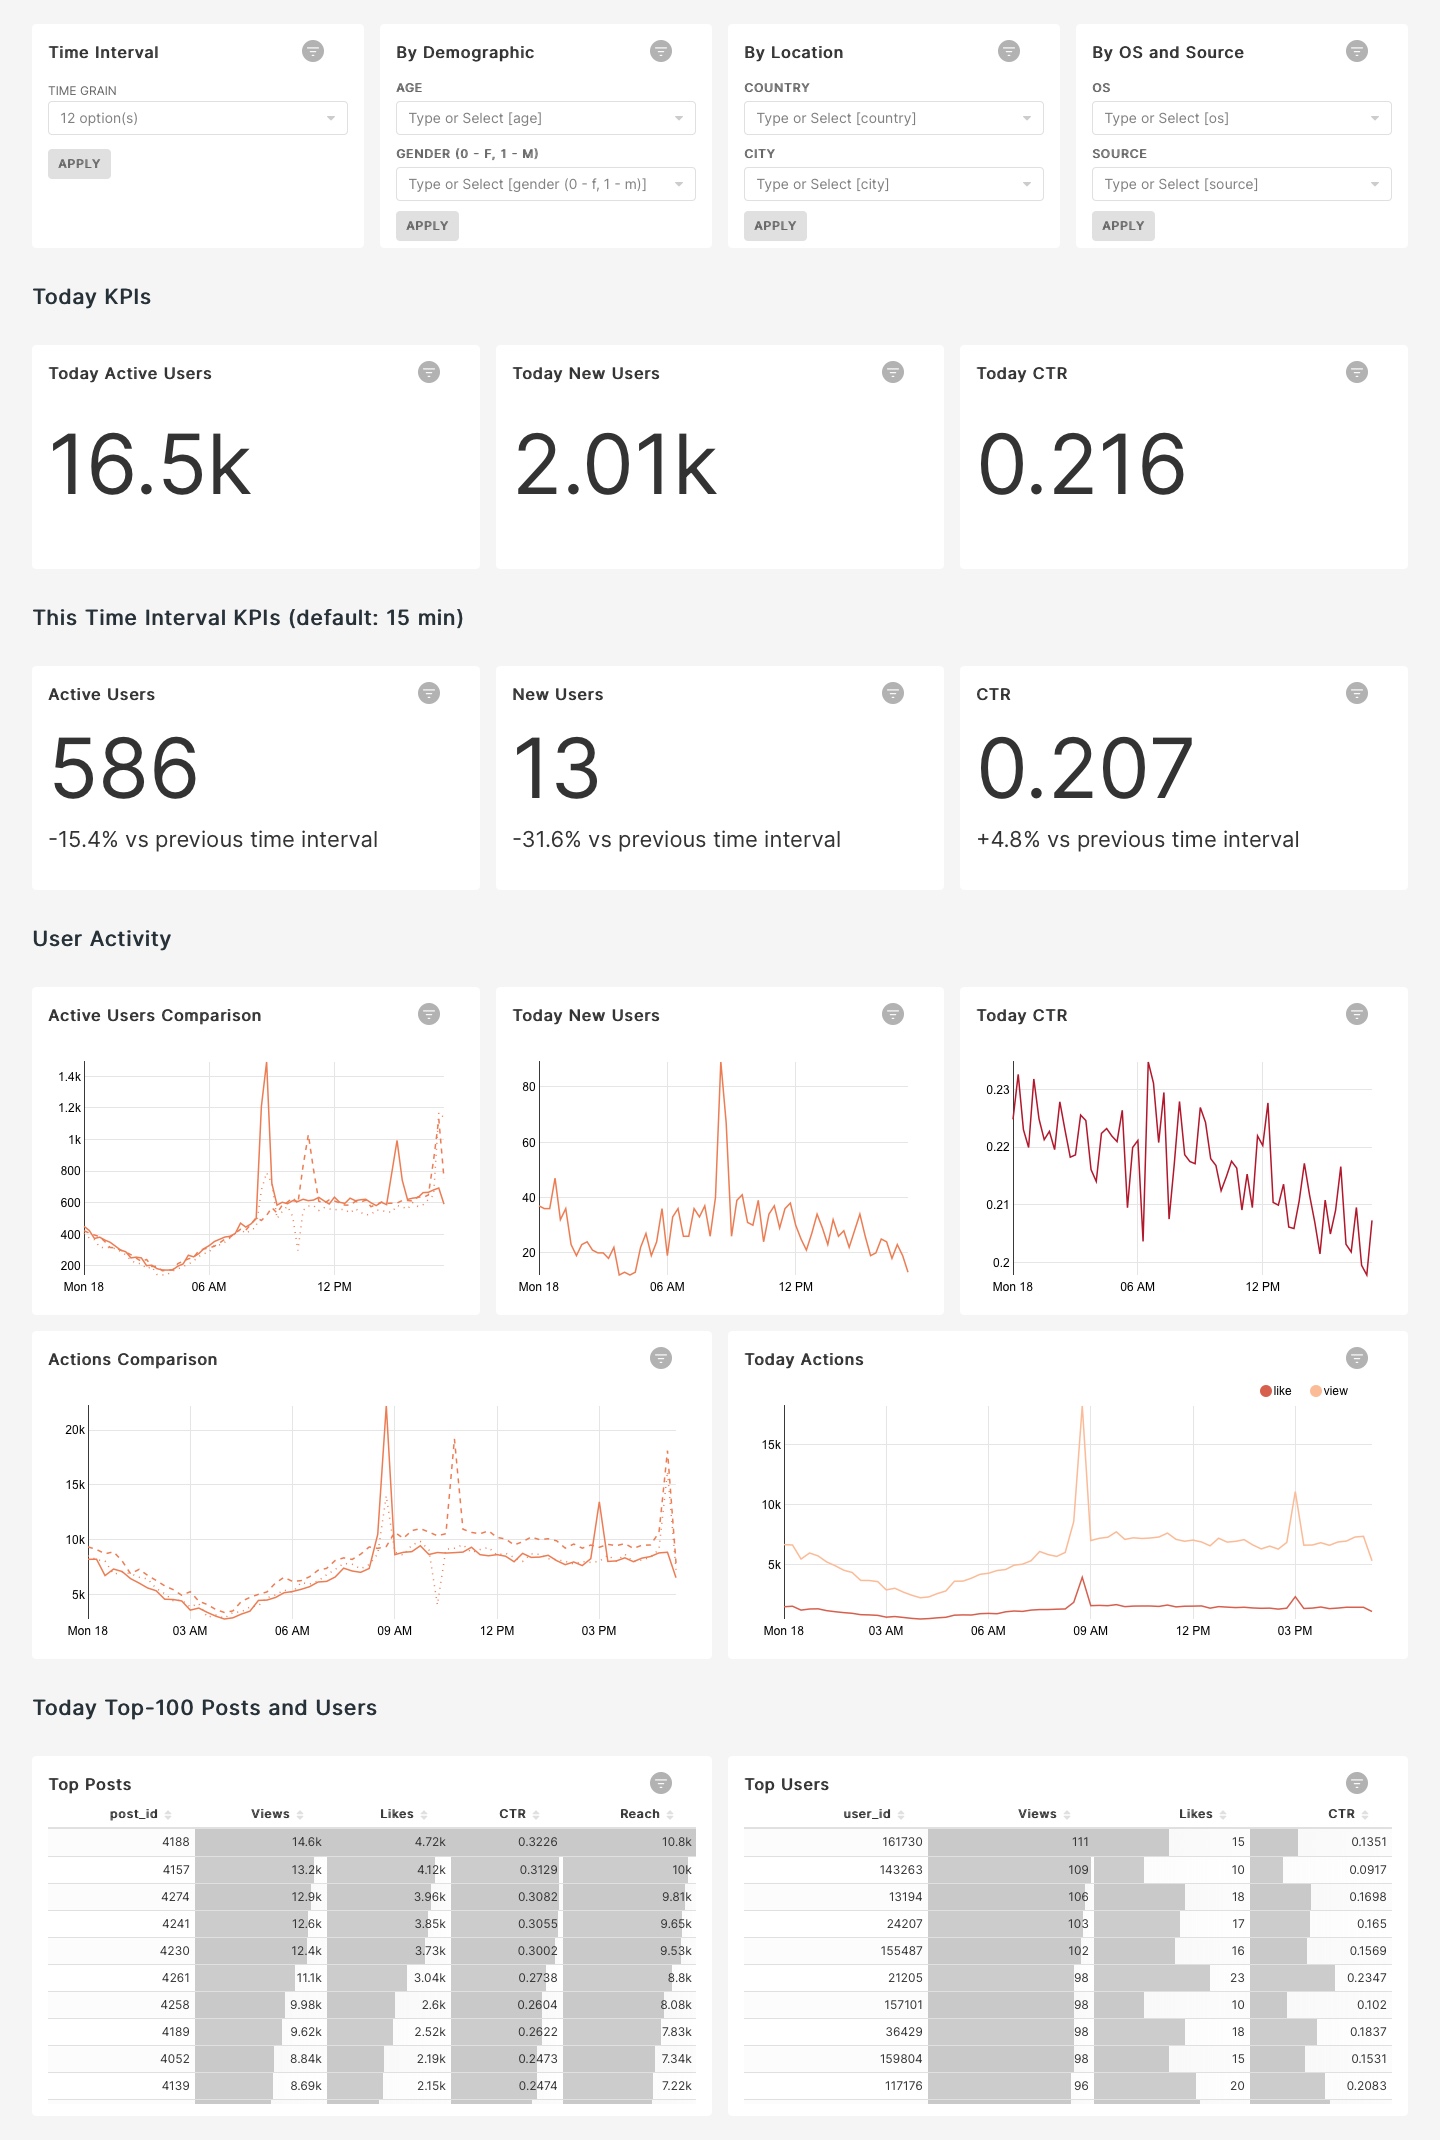 Time Interval
TIME GRAIN
12 option(s)
APPLY
By Demographic
AGE
Type or Select [age]
GENDER (0 - F, 1 - M)
Type or Select [gender (0 - f, 1 - m)]
APPLY
By Location
COUNTRY
Type or Select [country]
CITY
Type or Select [city]
APPLY
By OS and Source
OS
Type or Select [os]
SOURCE
Type or Select [source]
APPLY
Today KPIs
Today Active Users
16.5k
Today New Users
2.01k
Today CTR
0.216
This Time Interval KPIs (default: 15 min)
Active Users
586
-15.4% vs previous time interval
New Users
13
-31.6% vs previous time interval
CTR
0.207
+4.8% vs previous time interval
User Activity
Active Users Comparison
1.4k
1.2k
1k
800
600
400
200
Mon 18 06 AM 12 PM
Today New Users
80
60
40
20
Mon 18 06 AM 12 PM
Today CTR
0.23
0.22
0.21
0.2
Mon 18 06 AM 12 PM
Actions Comparison
20k
15k
10k
5k
Mon 18 03 AM 06 AM 09 AM 12 PM 03 PM
Today Actions
like view
15k
10k
5k
Mon 18 03 AM 06 AM 09 AM 12 PM 03 PM
Today Top-100 Posts and Users
Top Posts
post_id Views Likes CTR Reach
4188 14.6k 4.72k 0.3226 10.8k
4157 13.2k 4.12k 0.3129 10k
4274 12.9k 3.96k 0.3082 9.81k
4241 12.6k 3.85k 0.3055 9.65k
4230 12.4k 3.73k 0.3002 9.53k
4261 11.1k 3.04k 0.2738 8.8k
4258 9.98k 2.6k 0.2604 8.08k
4189 9.62k 2.52k 0.2622 7.83k
4052 8.84k 2.19k 0.2473 7.34k
4139 8.69k 2.15k 0.2474 7.22k
Top Users
user_id Views Likes CTR
161730 111 15 0.1351
143263 109 10 0.0917
13194 106 18 0.1698
24207 103 17 0.165
155487 102 16 0.1569
21205 98 23 0.2347
157101 98 10 0.102
36429 98 18 0.1837
159804 98 15 0.1531
117176 96 20 0.2083